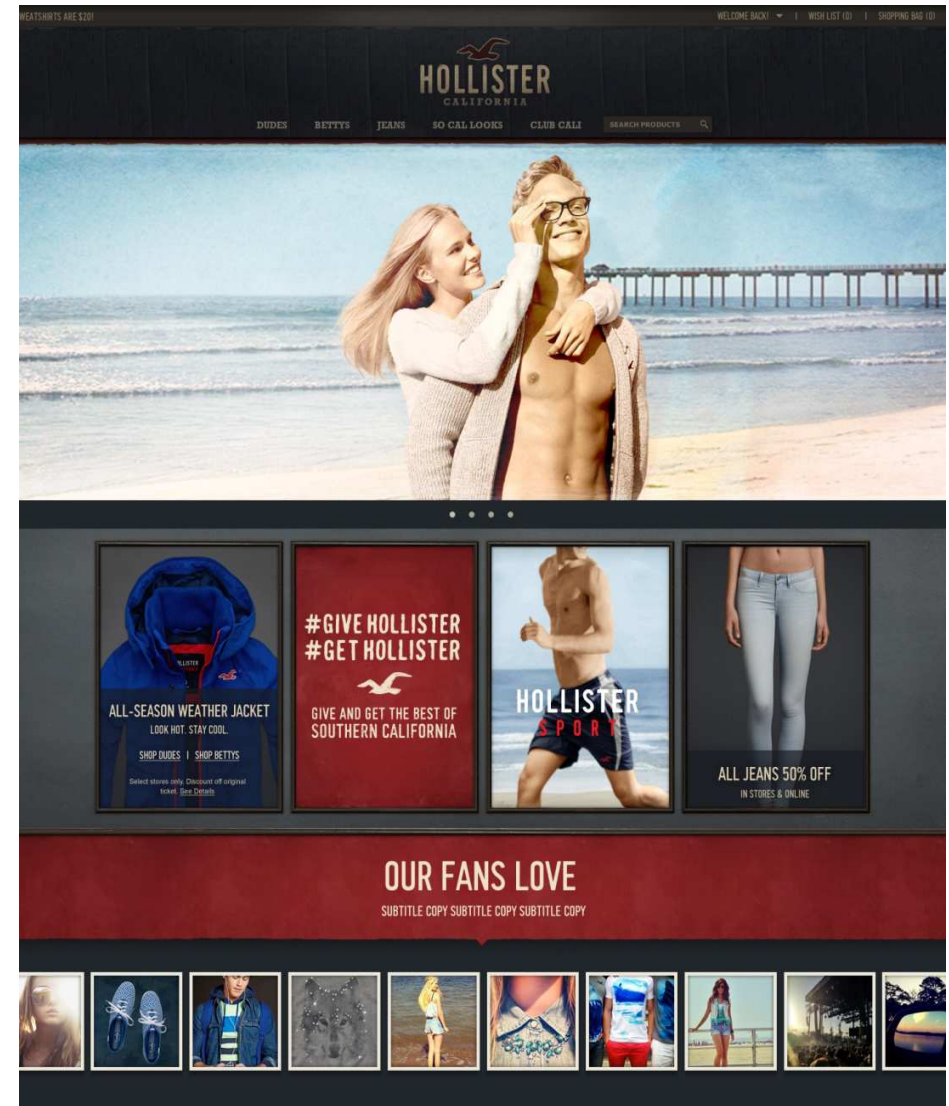 WEATSHIRTS ARE $20!
WELCOME BACK! | WISH LIST (0) | SHOPPING BAG (0)
HOLLISTER
CALIFORNIA
DUDES BETTYS JEANS SO CAL LOOKS CLUB CALI SEARCH PRODUCTS
HOLLISTER
ALL-SEASON WEATHER JACKET
LOOK HOT. STAY COOL.
SHOP DUDES | SHOP BETTYS
Select stores only. Discount off original
ticket. See Details
#GIVE HOLLISTER
#GET HOLLISTER
GIVE AND GET THE BEST OF
SOUTHERN CALIFORNIA
HOLLISTER
SPORT
ALL JEANS 50% OFF
IN STORES & ONLINE
OUR FANS LOVE
SUBTITLE COPY SUBTITLE COPY SUBTITLE COPY